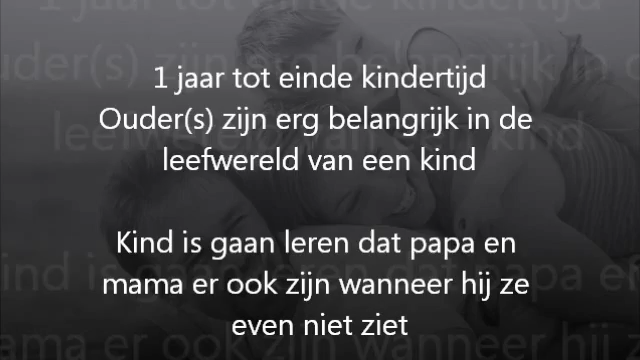 1 jaar tot einde kindertijd
Ouder(s) zijn erg belangrijk in de
leefwereld van een kind
Kind is gaan leren dat papa en
mama er ook zijn wanneer hij ze
even niet ziet